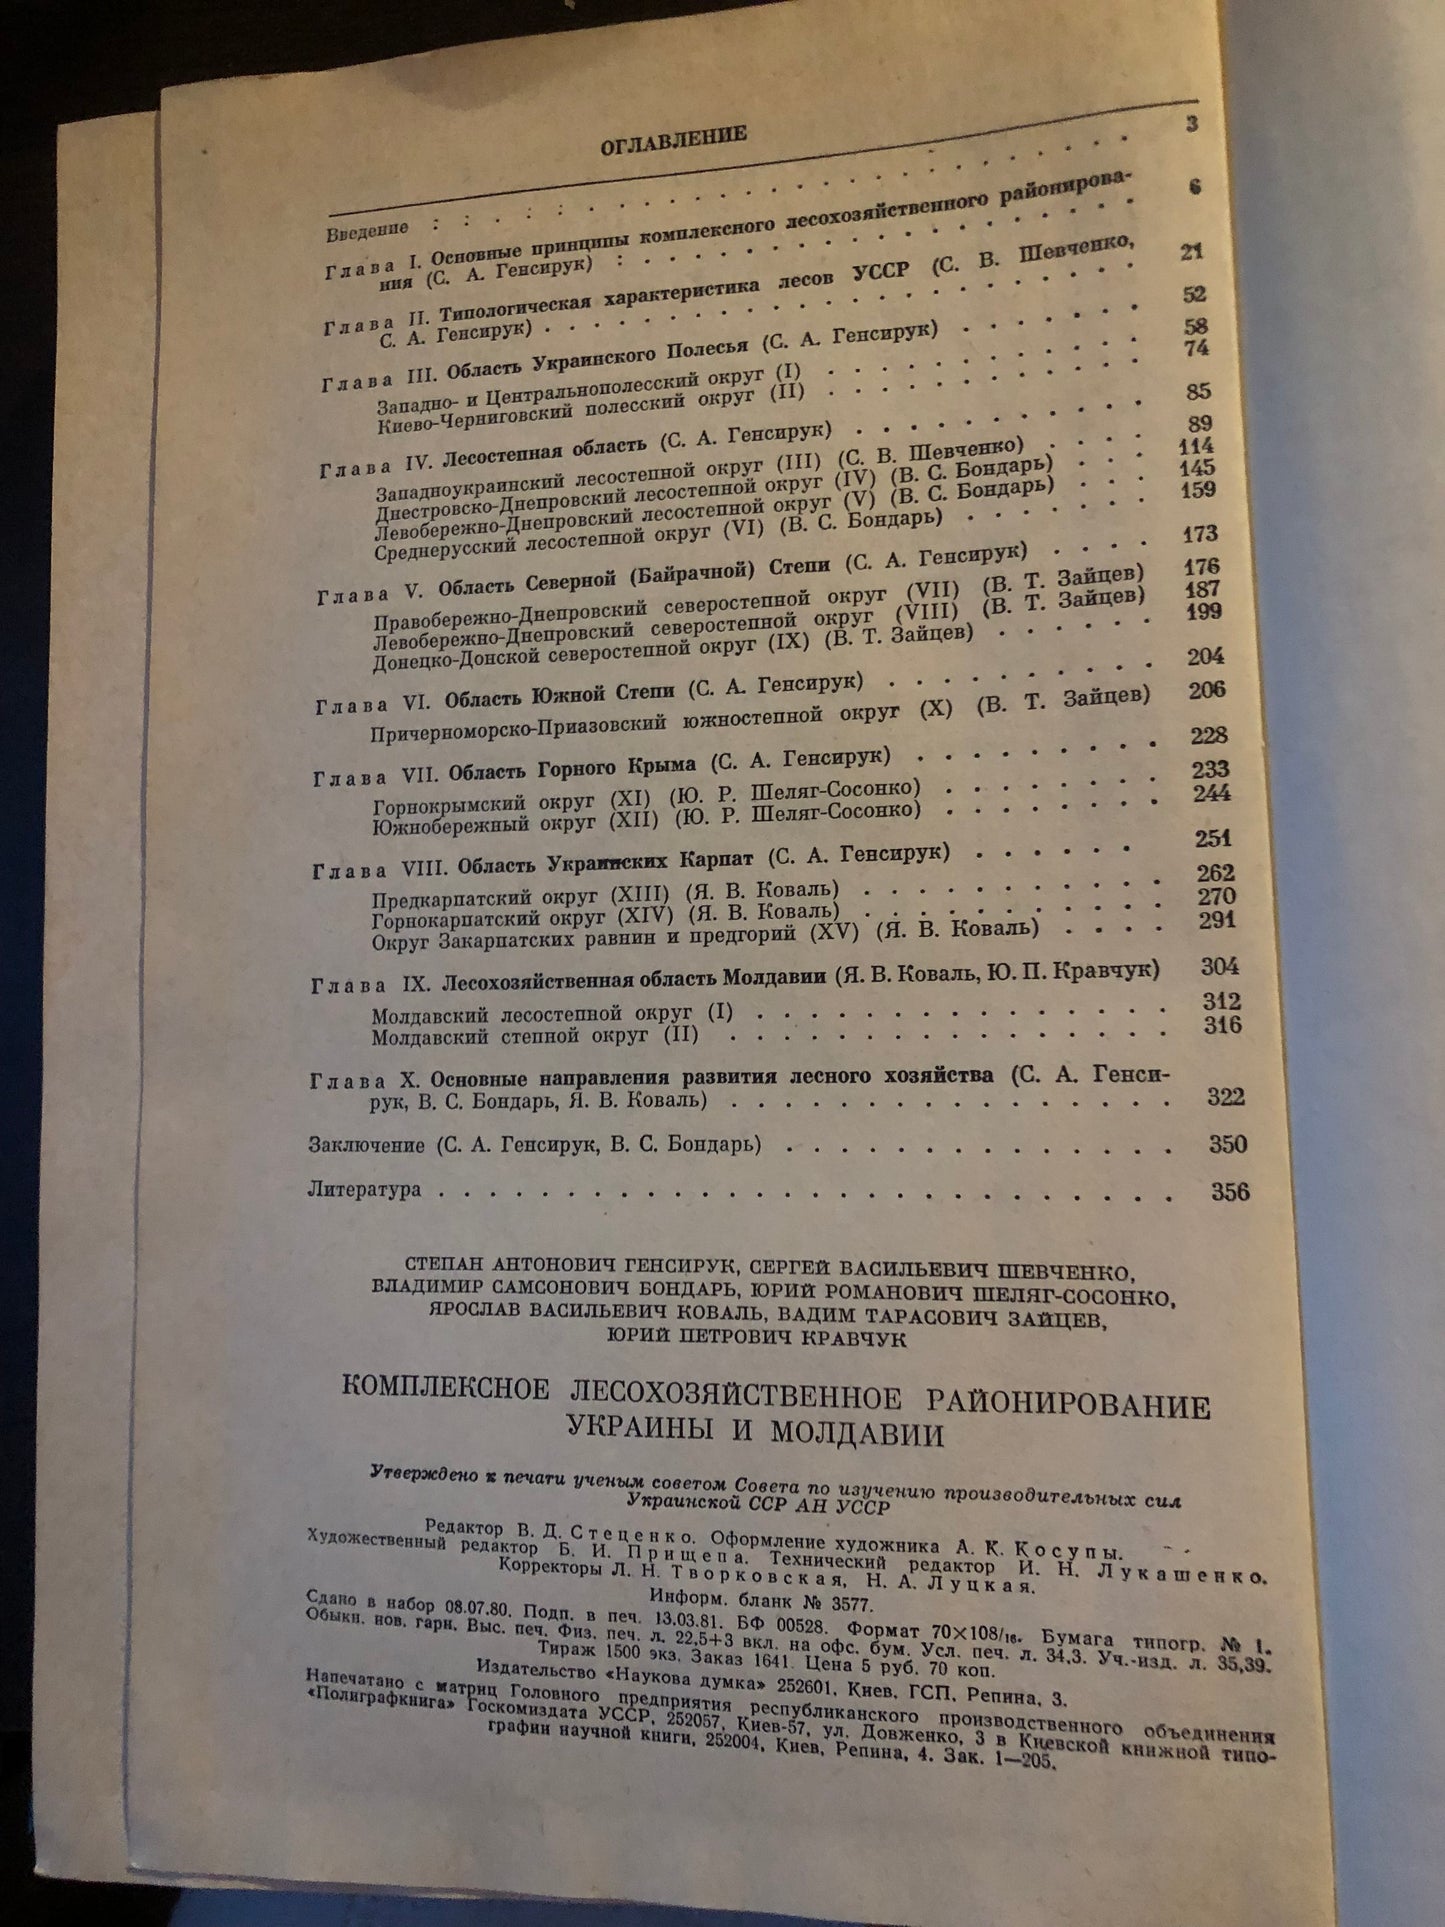 ОГЛАВЛЕНИЕ
Введение : : . : : . . . . . . . . . . . . . . . . . . . . . 3
Глава I. Основные принципы комплексного лесохозяйственного районирова-
ния (С. А. Генсирук) : . . . . . . . . . . . . . . . . . . . 6
Глава II. Типологическая характеристика лесов УССР (С. В. Шевченко,
С. А. Генсирук) . . . . . . . . . . . . . . . . . . . . . . 21
Глава III. Область Украинского Полесья (С. А. Генсирук) . . . . . . . 52
Западно- и Центральнополесский округ (I) . . . . . . . . . . . . 58
Киево-Черниговский полесский округ (II) . . . . . . . . . . . . 74
Глава IV. Лесостепная область (С. А. Генсирук) . . . . . . . . . . . 85
Западноукраинский лесостепной округ (III) (С. В. Шевченко) . . . . 89
Днестровско-Днепровский лесостепной округ (IV) (В. С. Бондарь) . . . 114
Левобережно-Днепровский лесостепной округ (V) (В. С. Бондарь) . . . 145
Среднерусский лесостепной округ (VI) (В. С. Бондарь) . . . . . . . 159
Глава V. Область Северной (Байрачной) Степи (С. А. Генсирук) . . . . 173
Правобережно-Днепровский северостепной округ (VII) (В. Т. Зайцев) 176
Левобережно-Днепровский северостепной округ (VIII) (В. Т. Зайцев) 187
Донецко-Донской северостепной округ (IX) (В. Т. Зайцев) . . . . . . 199
Глава VI. Область Южной Степи (С. А. Генсирук) . . . . . . . . . . 204
Причерноморско-Приазовский южностепной округ (X) (В. Т. Зайцев) 206
Глава VII. Область Горного Крыма (С. А. Генсирук) . . . . . . . . . 228
Горнокрымский округ (XI) (Ю. Р. Шеляг-Сосонко) . . . . . . . . 233
Южнобережный округ (XII) (Ю. Р. Шеляг-Сосонко) . . . . . . . . 244
Глава VIII. Область Украинских Карпат (С. А. Генсирук) . . . . . . 251
Предкарпатский округ (XIII) (Я. В. Коваль) . . . . . . . . . . . 262
Горнокарпатский округ (XIV) (Я. В. Коваль) . . . . . . . . . . . 270
Округ Закарпатских равнин и предгорий (XV) (Я. В. Коваль) . . . . 291
Глава IX. Лесохозяйственная область Молдавии (Я. В. Коваль, Ю. П. Кравчук) 304
Молдавский лесостепной округ (I) . . . . . . . . . . . . . . . 312
Молдавский степной округ (II) . . . . . . . . . . . . . . . . 316
Глава X. Основные направления развития лесного хозяйства (С. А. Генси-
рук, В. С. Бондарь, Я. В. Коваль) . . . . . . . . . . . . . . . . 322
Заключение (С. А. Генсирук, В. С. Бондарь) . . . . . . . . . . . . . . 350
Литература . . . . . . . . . . . . . . . . . . . . . . . . . . . 356
СТЕПАН АНТОНОВИЧ ГЕНСИРУК, СЕРГЕЙ ВАСИЛЬЕВИЧ ШЕВЧЕНКО,
ВЛАДИМИР САМСОНОВИЧ БОНДАРЬ, ЮРИЙ РОМАНОВИЧ ШЕЛЯГ-СОСОНКО,
ЯРОСЛАВ ВАСИЛЬЕВИЧ КОВАЛЬ, ВАДИМ ТАРАСОВИЧ ЗАЙЦЕВ,
ЮРИЙ ПЕТРОВИЧ КРАВЧУК
КОМПЛЕКСНОЕ ЛЕСОХОЗЯЙСТВЕННОЕ РАЙОНИРОВАНИЕ
УКРАИНЫ И МОЛДАВИИ
Утверждено к печати ученым советом Совета по изучению производительных сил
Украинской ССР АН УССР
Редактор В. Д. Стеценко. Оформление художника А. К. Косупы.
Художественный редактор Б. И. Прищепа. Технический редактор И. Н. Лукашенко.
Корректоры Л. Н. Творковская, Н. А. Луцкая.
Информ. бланк № 3577.
Сдано в набор 08.07.80. Подп. в печ. 13.03.81. БФ 00528. Формат 70×108/₁₆. Бумага типогр. № 1.
Обыкн. нов. гарн. Выс. печ. Физ. печ. л. 22,5+3 вкл. на офс. бум. Усл. печ. л. 34,3. Уч.-изд. л. 35,39.
Тираж 1500 экз. Заказ 1641. Цена 5 руб. 70 коп.
Издательство «Наукова думка» 252601, Киев, ГСП, Репина, 3.
Напечатано с матриц Головного предприятия республиканского производственного объединения
«Полиграфкнига» Госкомиздата УССР, 252057, Киев-57, ул. Довженко, 3 в Киевской книжной типо-
графии научной книги, 252004, Киев, Репина, 4. Зак. 1—205.